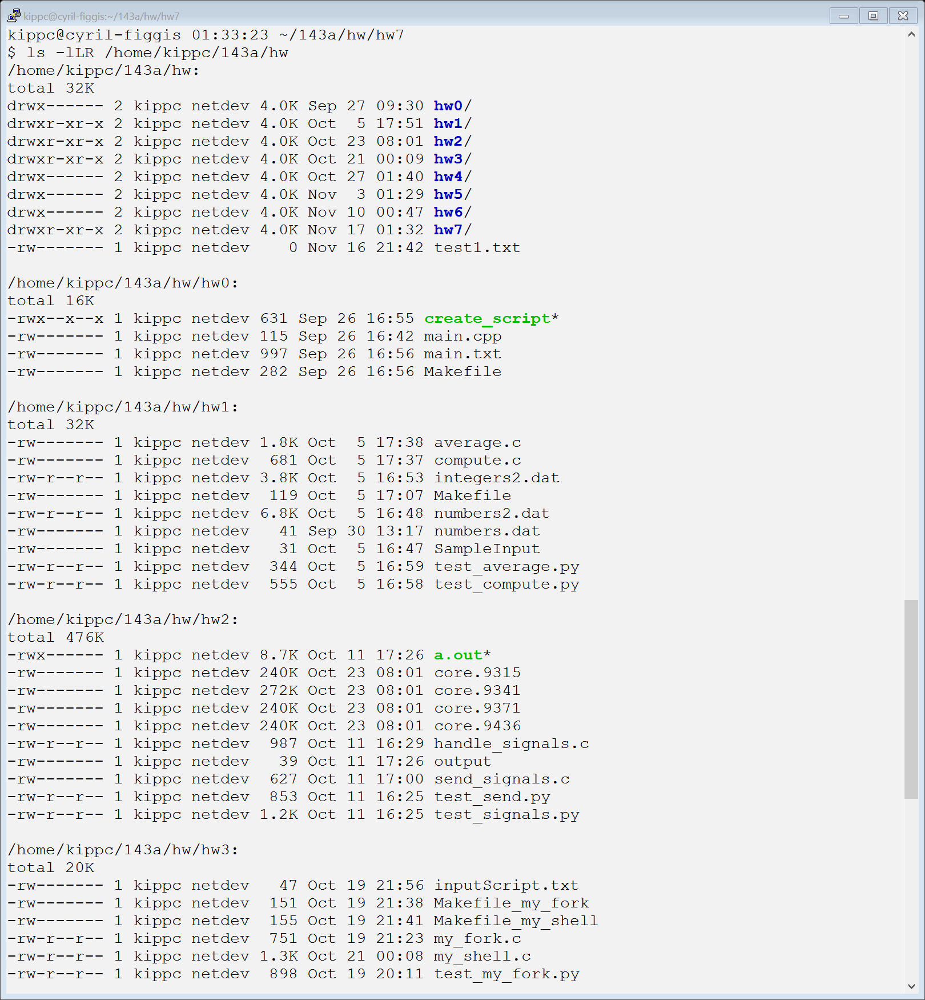 kippc@cyril-figgis:~/143a/hw/hw7
kippc@cyril-figgis 01:33:23 ~/143a/hw/hw7
$ ls -lLR /home/kippc/143a/hw
/home/kippc/143a/hw:
total 32K
drwx------ 2 kippc netdev 4.0K Sep 27 09:30 hw0/
drwxr-xr-x 2 kippc netdev 4.0K Oct  5 17:51 hw1/
drwxr-xr-x 2 kippc netdev 4.0K Oct 23 08:01 hw2/
drwxr-xr-x 2 kippc netdev 4.0K Oct 21 00:09 hw3/
drwx------ 2 kippc netdev 4.0K Oct 27 01:40 hw4/
drwx------ 2 kippc netdev 4.0K Nov  3 01:29 hw5/
drwx------ 2 kippc netdev 4.0K Nov 10 00:47 hw6/
drwxr-xr-x 2 kippc netdev 4.0K Nov 17 01:32 hw7/
-rw------- 1 kippc netdev    0 Nov 16 21:42 test1.txt

/home/kippc/143a/hw/hw0:
total 16K
-rwx--x--x 1 kippc netdev 631 Sep 26 16:55 create_script*
-rw------- 1 kippc netdev 115 Sep 26 16:42 main.cpp
-rw------- 1 kippc netdev 997 Sep 26 16:56 main.txt
-rw------- 1 kippc netdev 282 Sep 26 16:56 Makefile

/home/kippc/143a/hw/hw1:
total 32K
-rw------- 1 kippc netdev 1.8K Oct  5 17:38 average.c
-rw------- 1 kippc netdev  681 Oct  5 17:37 compute.c
-rw-r--r-- 1 kippc netdev 3.8K Oct  5 16:53 integers2.dat
-rw------- 1 kippc netdev  119 Oct  5 17:07 Makefile
-rw-r--r-- 1 kippc netdev 6.8K Oct  5 16:48 numbers2.dat
-rw------- 1 kippc netdev   41 Sep 30 13:17 numbers.dat
-rw------- 1 kippc netdev   31 Oct  5 16:47 SampleInput
-rw-r--r-- 1 kippc netdev  344 Oct  5 16:59 test_average.py
-rw-r--r-- 1 kippc netdev  555 Oct  5 16:58 test_compute.py

/home/kippc/143a/hw/hw2:
total 476K
-rwx------ 1 kippc netdev 8.7K Oct 11 17:26 a.out*
-rw------- 1 kippc netdev 240K Oct 23 08:01 core.9315
-rw------- 1 kippc netdev 272K Oct 23 08:01 core.9341
-rw------- 1 kippc netdev 240K Oct 23 08:01 core.9371
-rw------- 1 kippc netdev 240K Oct 23 08:01 core.9436
-rw-r--r-- 1 kippc netdev  987 Oct 11 16:29 handle_signals.c
-rw------- 1 kippc netdev   39 Oct 11 17:26 output
-rw------- 1 kippc netdev  627 Oct 11 17:00 send_signals.c
-rw-r--r-- 1 kippc netdev  853 Oct 11 16:25 test_send.py
-rw-r--r-- 1 kippc netdev 1.2K Oct 11 16:25 test_signals.py

/home/kippc/143a/hw/hw3:
total 20K
-rw------- 1 kippc netdev   47 Oct 19 21:56 inputScript.txt
-rw------- 1 kippc netdev  151 Oct 19 21:38 Makefile_my_fork
-rw------- 1 kippc netdev  155 Oct 19 21:41 Makefile_my_shell
-rw-r--r-- 1 kippc netdev  751 Oct 19 21:23 my_fork.c
-rw-r--r-- 1 kippc netdev 1.3K Oct 21 00:08 my_shell.c
-rw-r--r-- 1 kippc netdev  898 Oct 19 20:11 test_my_fork.py